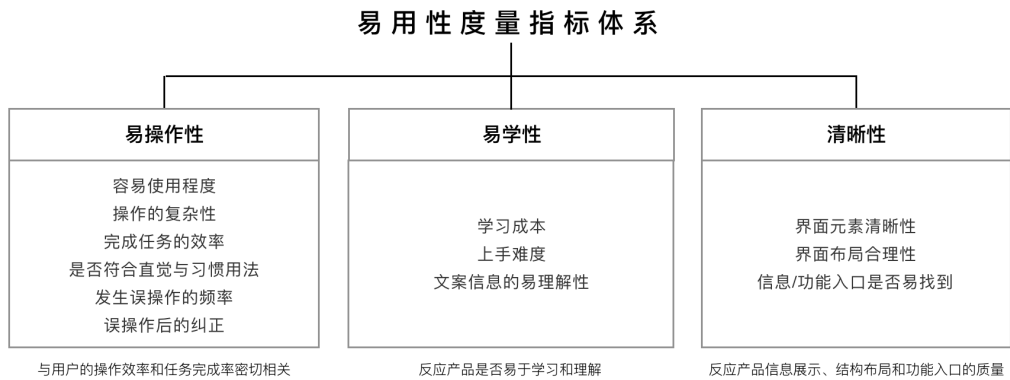 易用性度量指标体系
易操作性
容易使用程度
操作的复杂性
完成任务的效率
是否符合直觉与习惯用法
发生误操作的频率
误操作后的纠正
与用户的操作效率和任务完成率密切相关
易学性
学习成本
上手难度
文案信息的易理解性
反应产品是否易于学习和理解
清晰性
界面元素清晰性
界面布局合理性
信息/功能入口是否易找到
反应产品信息展示、结构布局和功能入口的质量